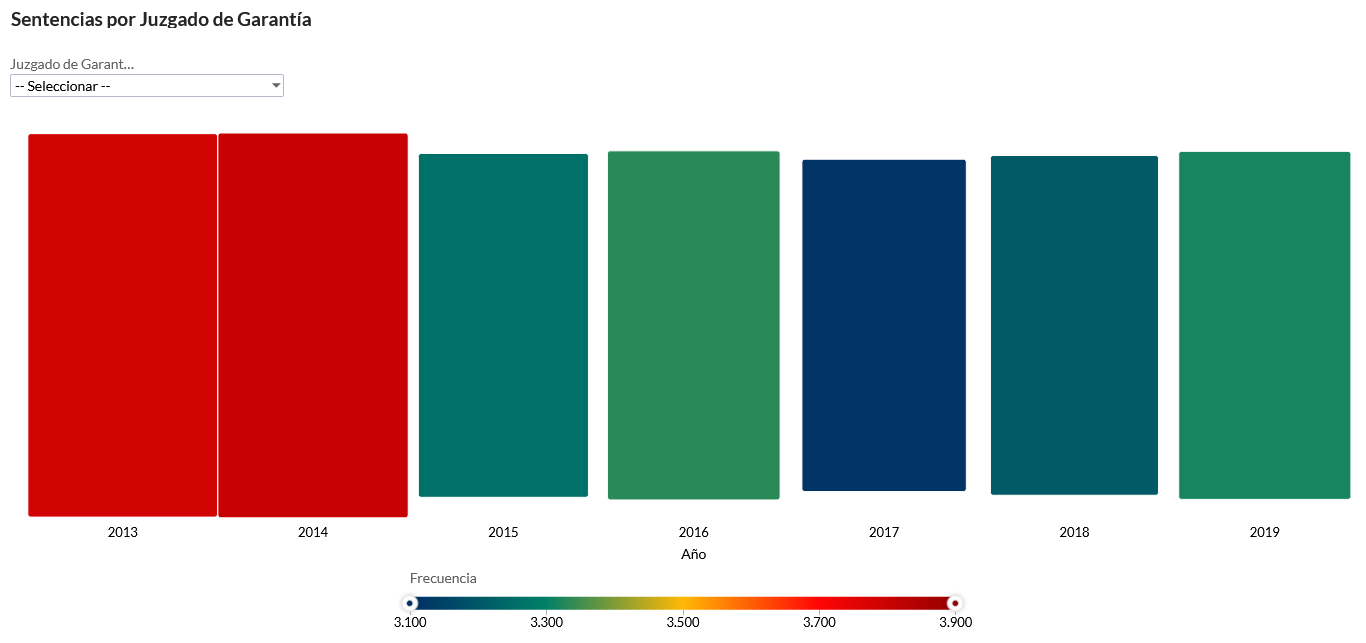 Sentencias por Juzgado de Garantía
Juzgado de Garant...
-- Seleccionar --
2013 2014 2015 2016 2017 2018 2019
Año
Frecuencia
3.100 3.300 3.500 3.700 3.900